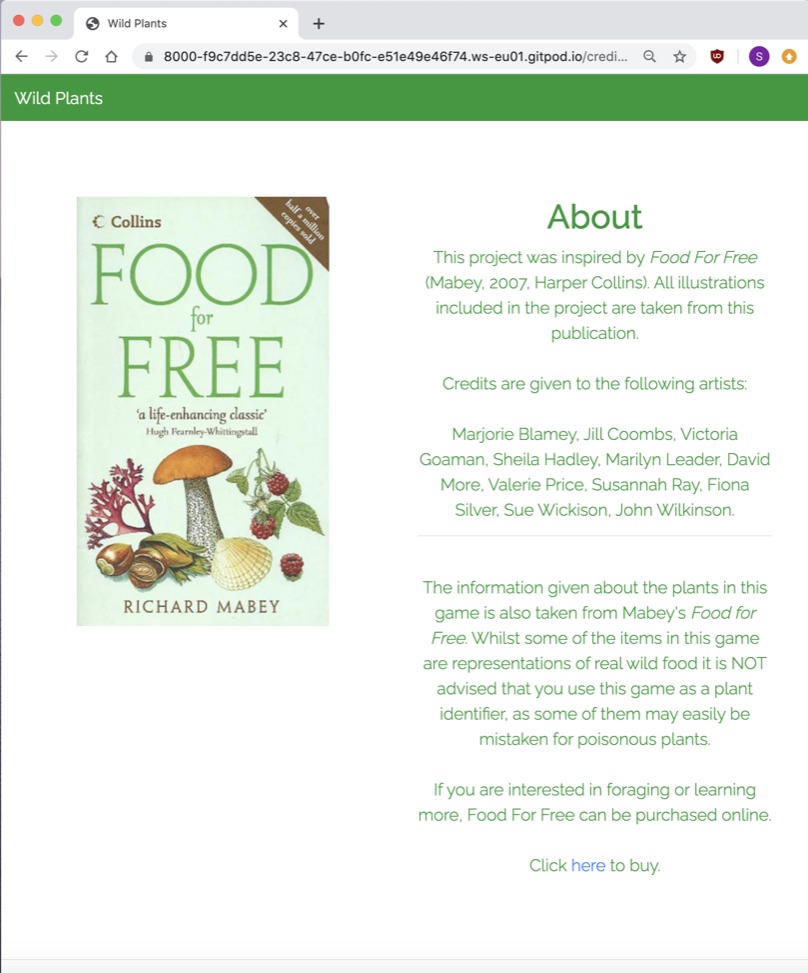 Wild Plants
8000-f9c7dd5e-23c8-47ce-b0fc-e51e49e46f74.ws-eu01.gitpod.io/credi...
S
Wild Plants
Collins
over
half a million
copies sold
FOOD
for
FREE
'a life-enhancing classic'
Hugh Fearnley-Whittingstall
RICHARD MABEY
About
This project was inspired by Food For Free
(Mabey, 2007, Harper Collins). All illustrations
included in the project are taken from this
publication.
Credits are given to the following artists:
Marjorie Blamey, Jill Coombs, Victoria
Goaman, Sheila Hadley, Marilyn Leader, David
More, Valerie Price, Susannah Ray, Fiona
Silver, Sue Wickison, John Wilkinson.
The information given about the plants in this
game is also taken from Mabey's Food for
Free. Whilst some of the items in this game
are representations of real wild food it is NOT
advised that you use this game as a plant
identifier, as some of them may easily be
mistaken for poisonous plants.
If you are interested in foraging or learning
more, Food For Free can be purchased online.
Click here to buy.